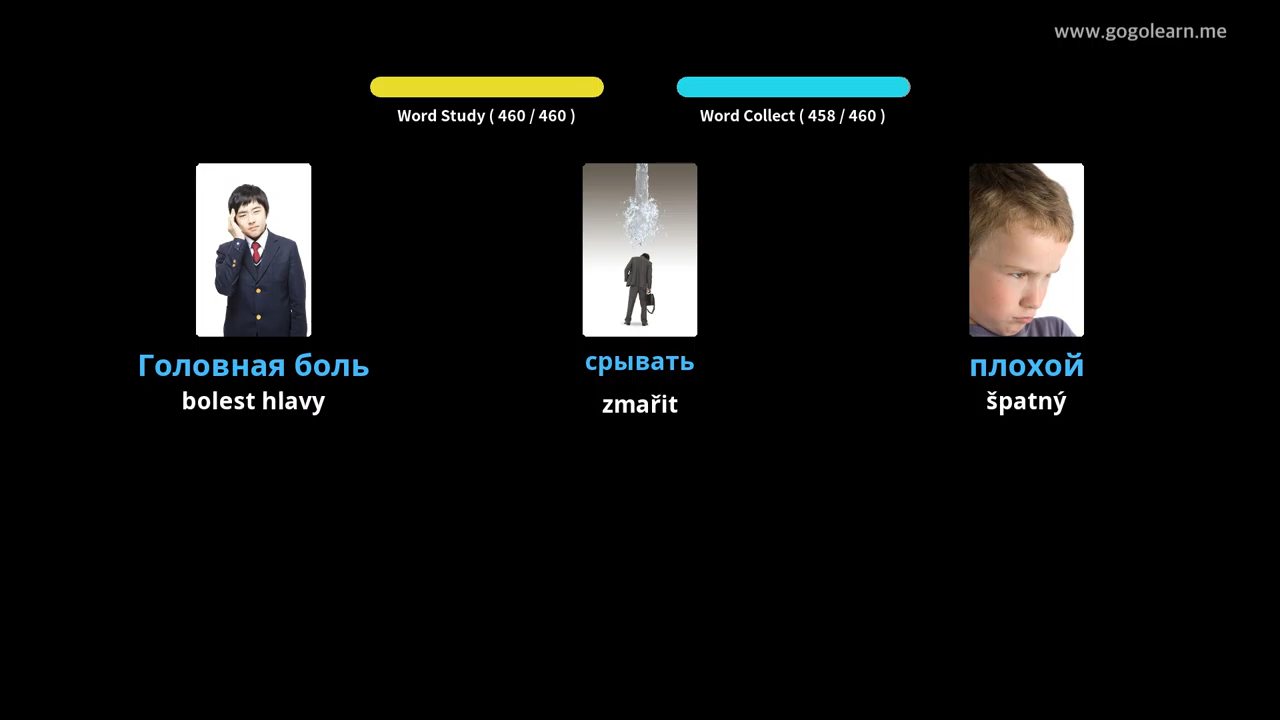 www.gogolearn.me
Word Study ( 460 / 460 )
Word Collect ( 458 / 460 )
Головная боль
bolest hlavy
срывать
zmařit
плохой
špatný